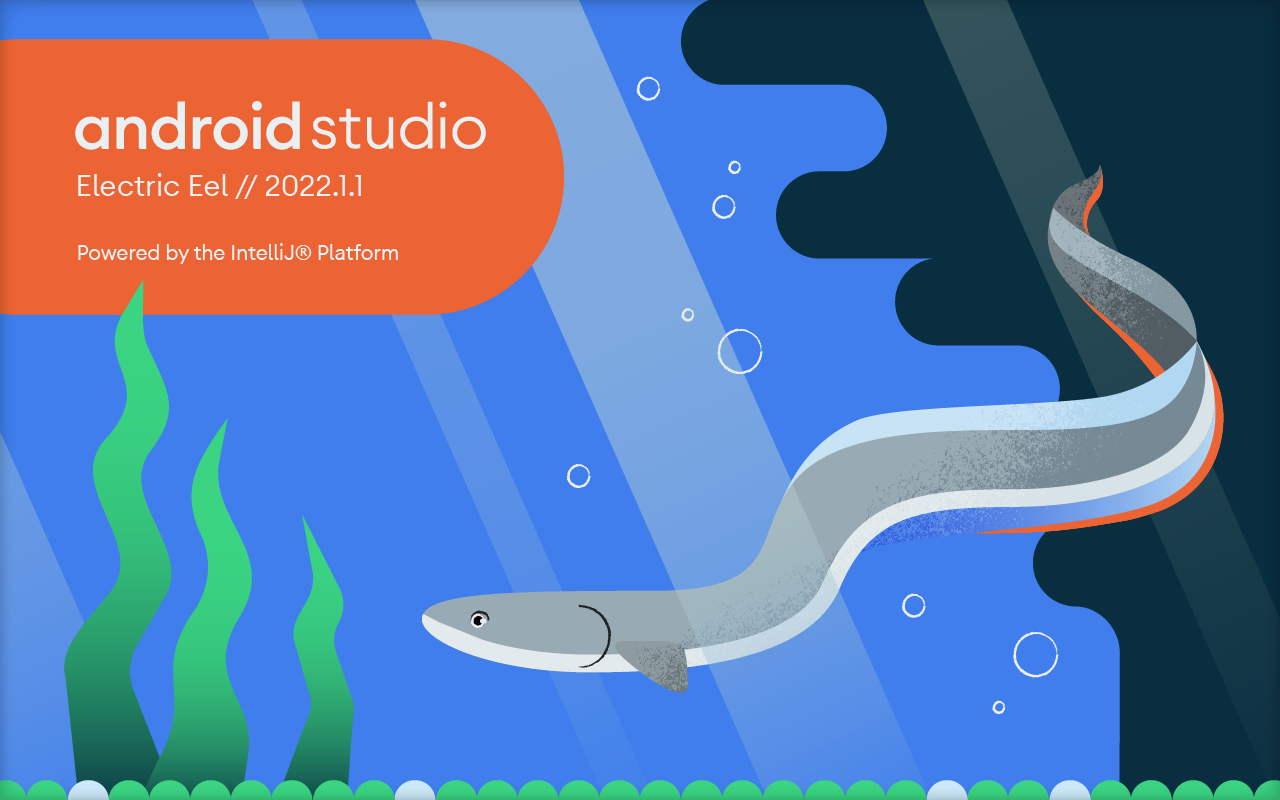 android studio
Electric Eel // 2022.1.1
Powered by the IntelliJ® Platform